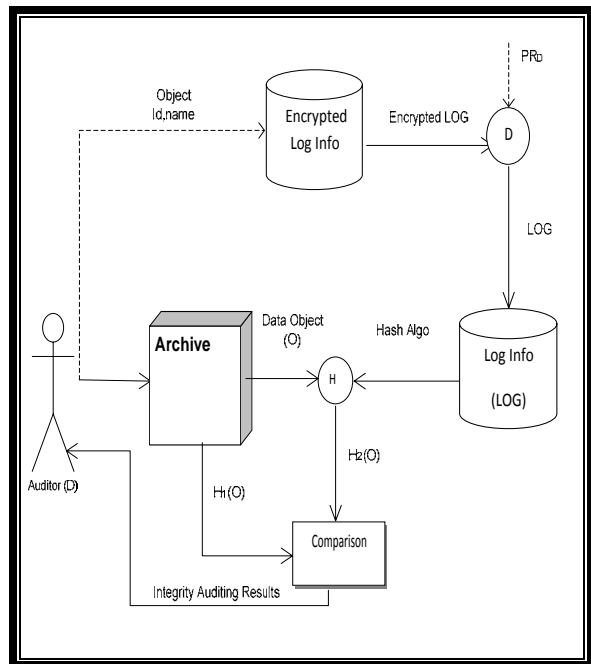 PRD
Object
Id,name
Encrypted
Log Info
Encrypted LOG
D
LOG
Data Object
(O)
Hash Algo
Archive
Log Info
(LOG)
H
H2(O)
Auditor (D)
H1(O)
Comparison
Integrity Auditing Results